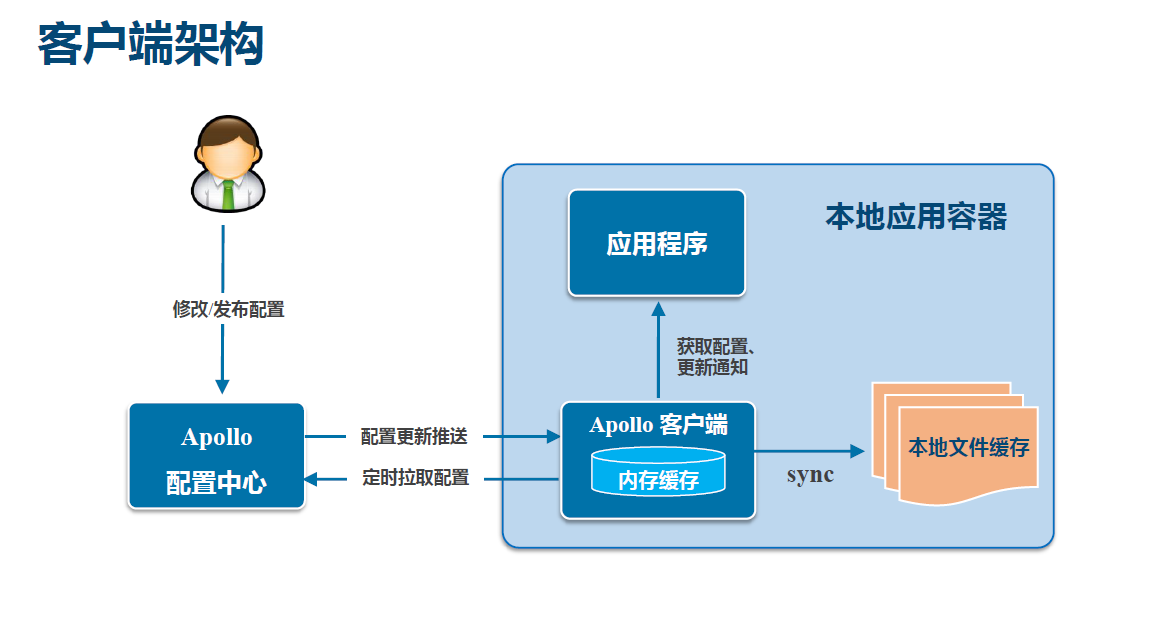 客户端架构
本地应用容器
应用程序
修改/发布配置
获取配置、
更新通知
Apollo
配置中心
配置更新推送
定时拉取配置
Apollo 客户端
内存缓存
sync
本地文件缓存